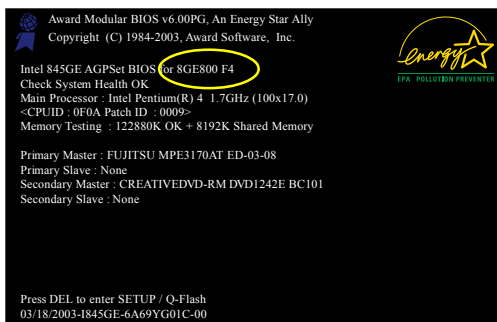 Award Modular BIOS v6.00PG, An Energy Star Ally
Copyright (C) 1984-2003, Award Software, Inc.
energy
EPA POLLUTION PREVENTER
Intel 845GE AGPSet BIOS for 8GE800 F4
Check System Health OK
Main Processor : Intel Pentium(R) 4 1.7GHz (100x17.0)
<CPUID : 0F0A Patch ID : 0009>
Memory Testing : 122880K OK + 8192K Shared Memory
Primary Master : FUJITSU MPE3170AT ED-03-08
Primary Slave : None
Secondary Master : CREATIVEDVD-RM DVD1242E BC101
Secondary Slave : None
Press DEL to enter SETUP / Q-Flash
03/18/2003-I845GE-6A69YG01C-00